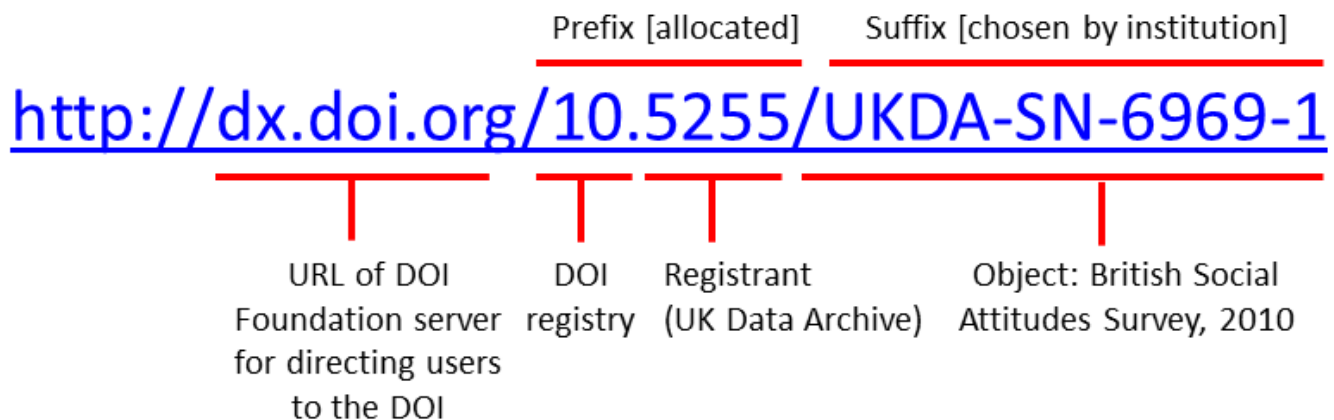 Prefix [allocated] Suffix [chosen by institution]
http://dx.doi.org/10.5255/UKDA-SN-6969-1
URL of DOI
Foundation server
for directing users
to the DOI
DOI
registry
Registrant
(UK Data Archive)
Object: British Social
Attitudes Survey, 2010